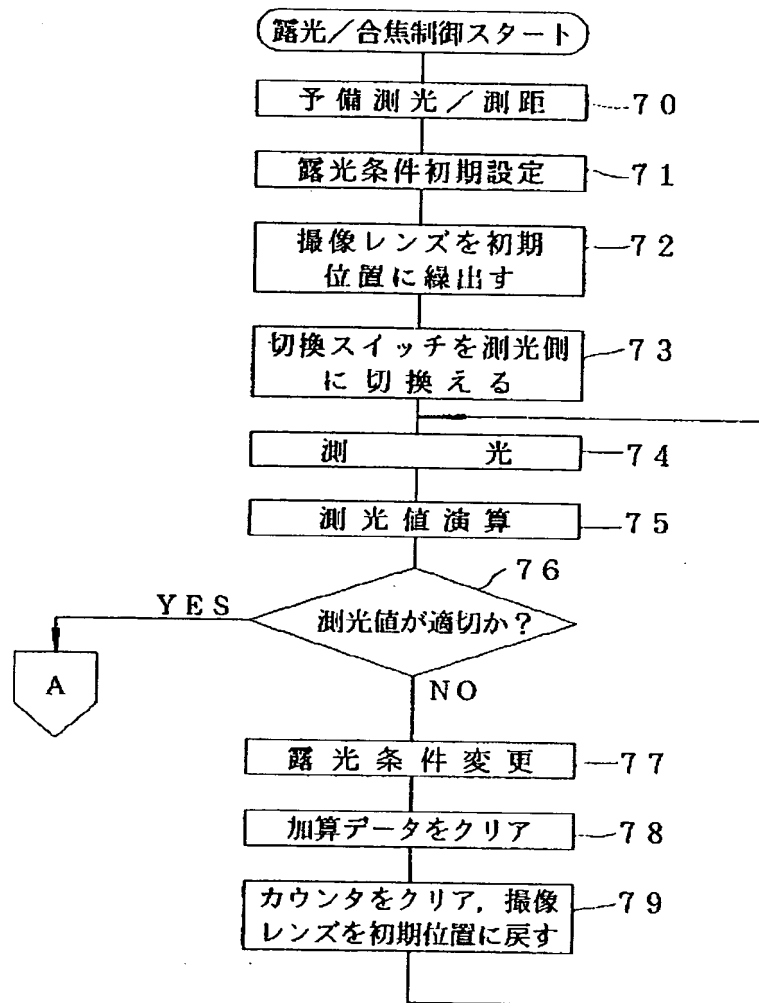 露光／合焦制御スタート
予備測光／測距 70
露光条件初期設定 71
撮像レンズを初期 72
位置に繰出す
切換スイッチを測光側 73
に切換える
測光 74
測光値演算 75
76
YES 測光値が適切か？
A
NO
露光条件変更 77
加算データをクリア 78
カウンタをクリア，撮像 79
レンズを初期位置に戻す